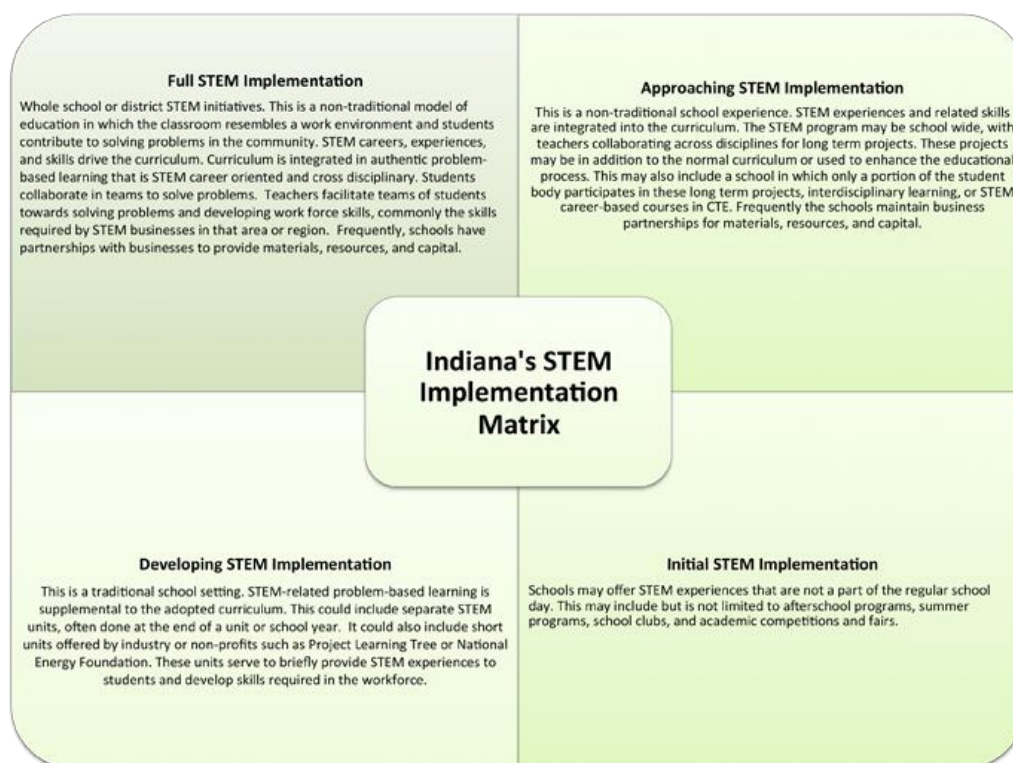 Full STEM Implementation
Whole school or district STEM initiatives. This is a non-traditional model of
education in which the classroom resembles a work environment and students
contribute to solving problems in the community. STEM careers, experiences,
and skills drive the curriculum. Curriculum is integrated in authentic problem-
based learning that is STEM career oriented and cross disciplinary. Students
collaborate in teams to solve problems.  Teachers facilitate teams of students
towards solving problems and developing work force skills, commonly the skills
required by STEM businesses in that area or region.  Frequently, schools have
partnerships with businesses to provide materials, resources, and capital.
Approaching STEM Implementation
This is a non-traditional school experience. STEM experiences and related skills
are integrated into the curriculum. The STEM program may be school wide, with
teachers collaborating across disciplines for long term projects. These projects
may be in addition to the normal curriculum or used to enhance the educational
process. This may also include a school in which only a portion of the student
body participates in these long term projects, interdisciplinary learning, or STEM
career-based courses in CTE. Frequently the schools maintain business
partnerships for materials, resources, and capital.
Indiana's STEM
Implementation
Matrix
Developing STEM Implementation
This is a traditional school setting. STEM-related problem-based learning is
supplemental to the adopted curriculum. This could include separate STEM
units, often done at the end of a unit or school year.  It could also include short
units offered by industry or non-profits such as Project Learning Tree or National
Energy Foundation. These units serve to briefly provide STEM experiences to
students and develop skills required in the workforce.
Initial STEM Implementation
Schools may offer STEM experiences that are not a part of the regular school
day. This may include but is not limited to afterschool programs, summer
programs, school clubs, and academic competitions and fairs.